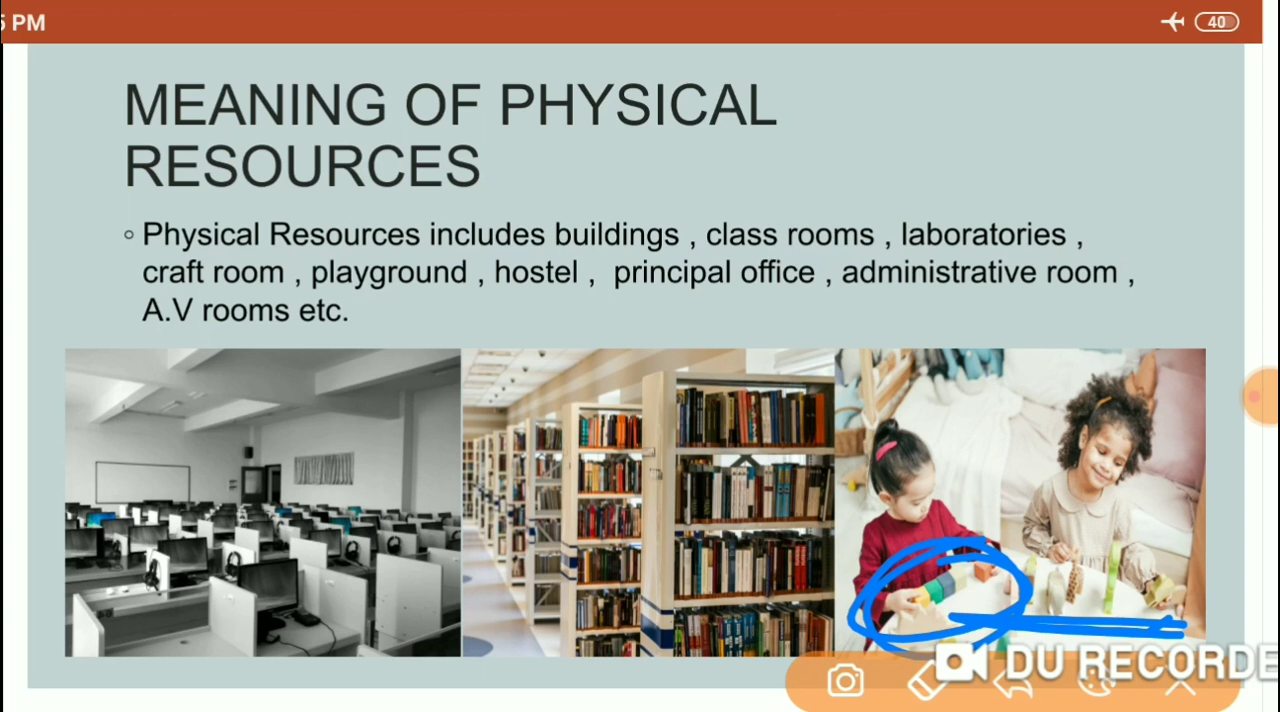 5 PM
40
MEANING OF PHYSICAL
RESOURCES
Physical Resources includes buildings , class rooms , laboratories ,
craft room , playground , hostel , principal office , administrative room ,
A.V rooms etc.
DU RECORDE